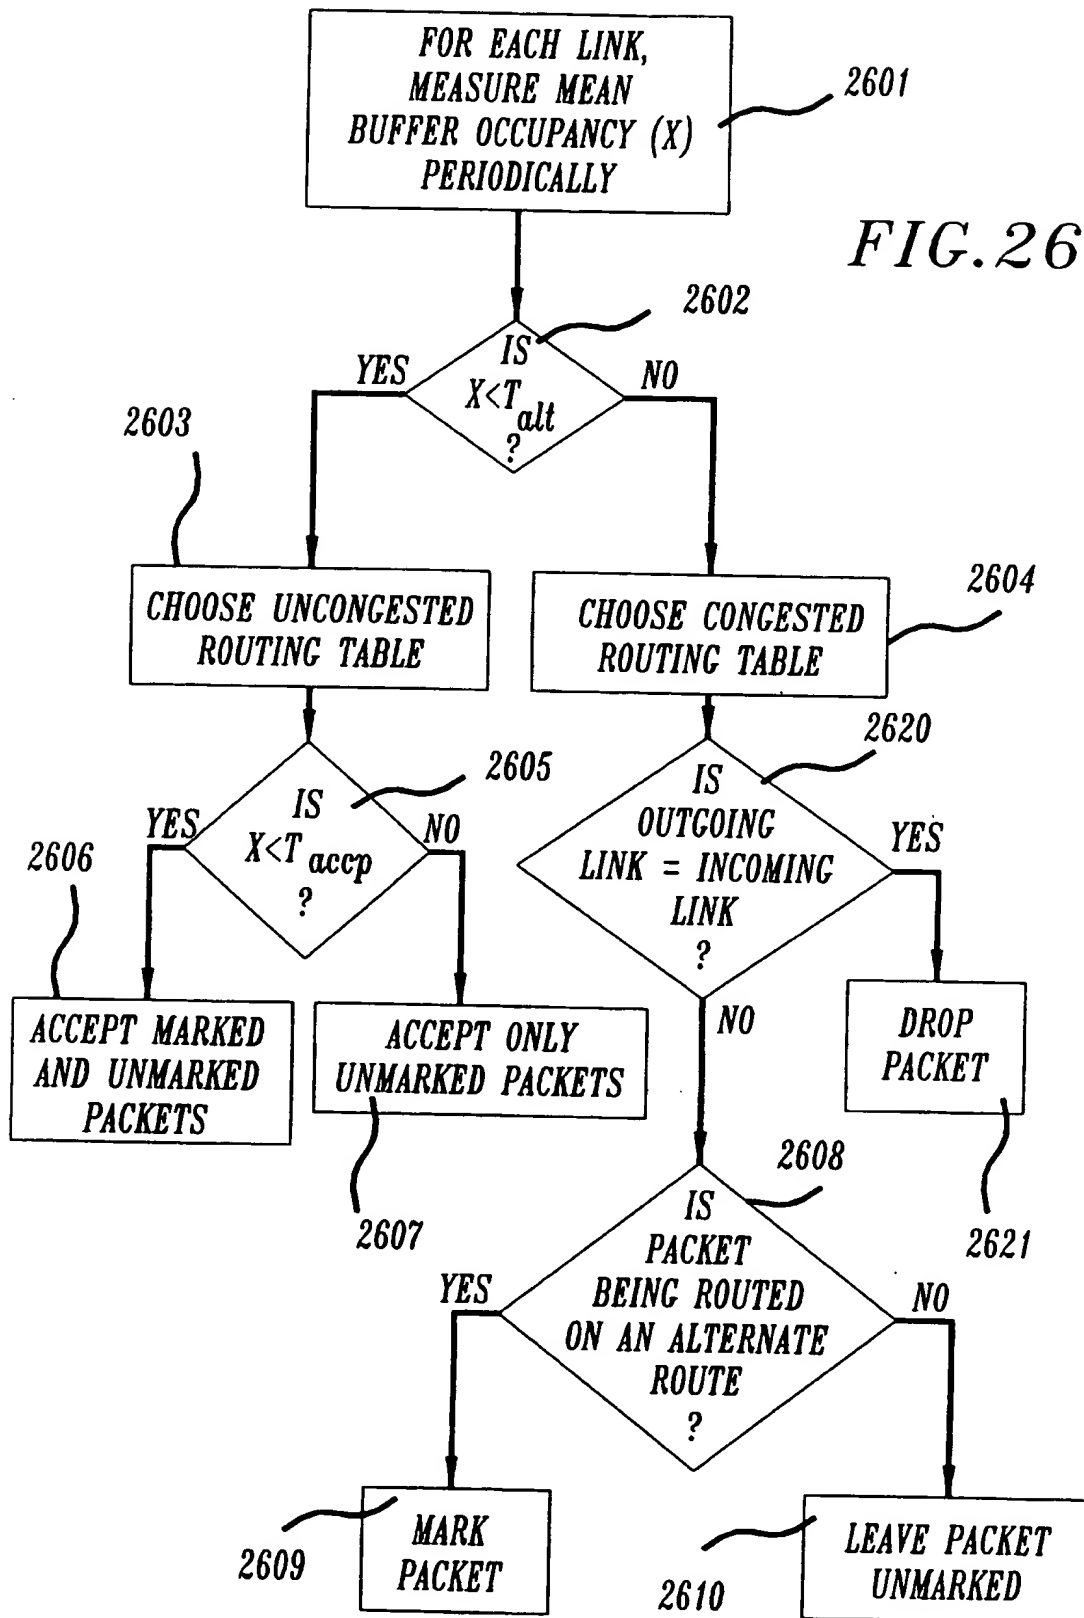 FOR EACH LINK,
MEASURE MEAN
BUFFER OCCUPANCY (X)
PERIODICALLY
2601
FIG.26
2602
IS
X<T alt
?
YES
NO
2603
CHOOSE UNCONGESTED
ROUTING TABLE
CHOOSE CONGESTED
ROUTING TABLE
2604
2605
IS
X<T accp
?
YES
NO
2620
IS
OUTGOING
LINK = INCOMING
LINK
?
YES
NO
2606
ACCEPT MARKED
AND UNMARKED
PACKETS
ACCEPT ONLY
UNMARKED PACKETS
2607
DROP
PACKET
2621
2608
IS
PACKET
BEING ROUTED
ON AN ALTERNATE
ROUTE
?
YES
NO
2609
MARK
PACKET
2610
LEAVE PACKET
UNMARKED